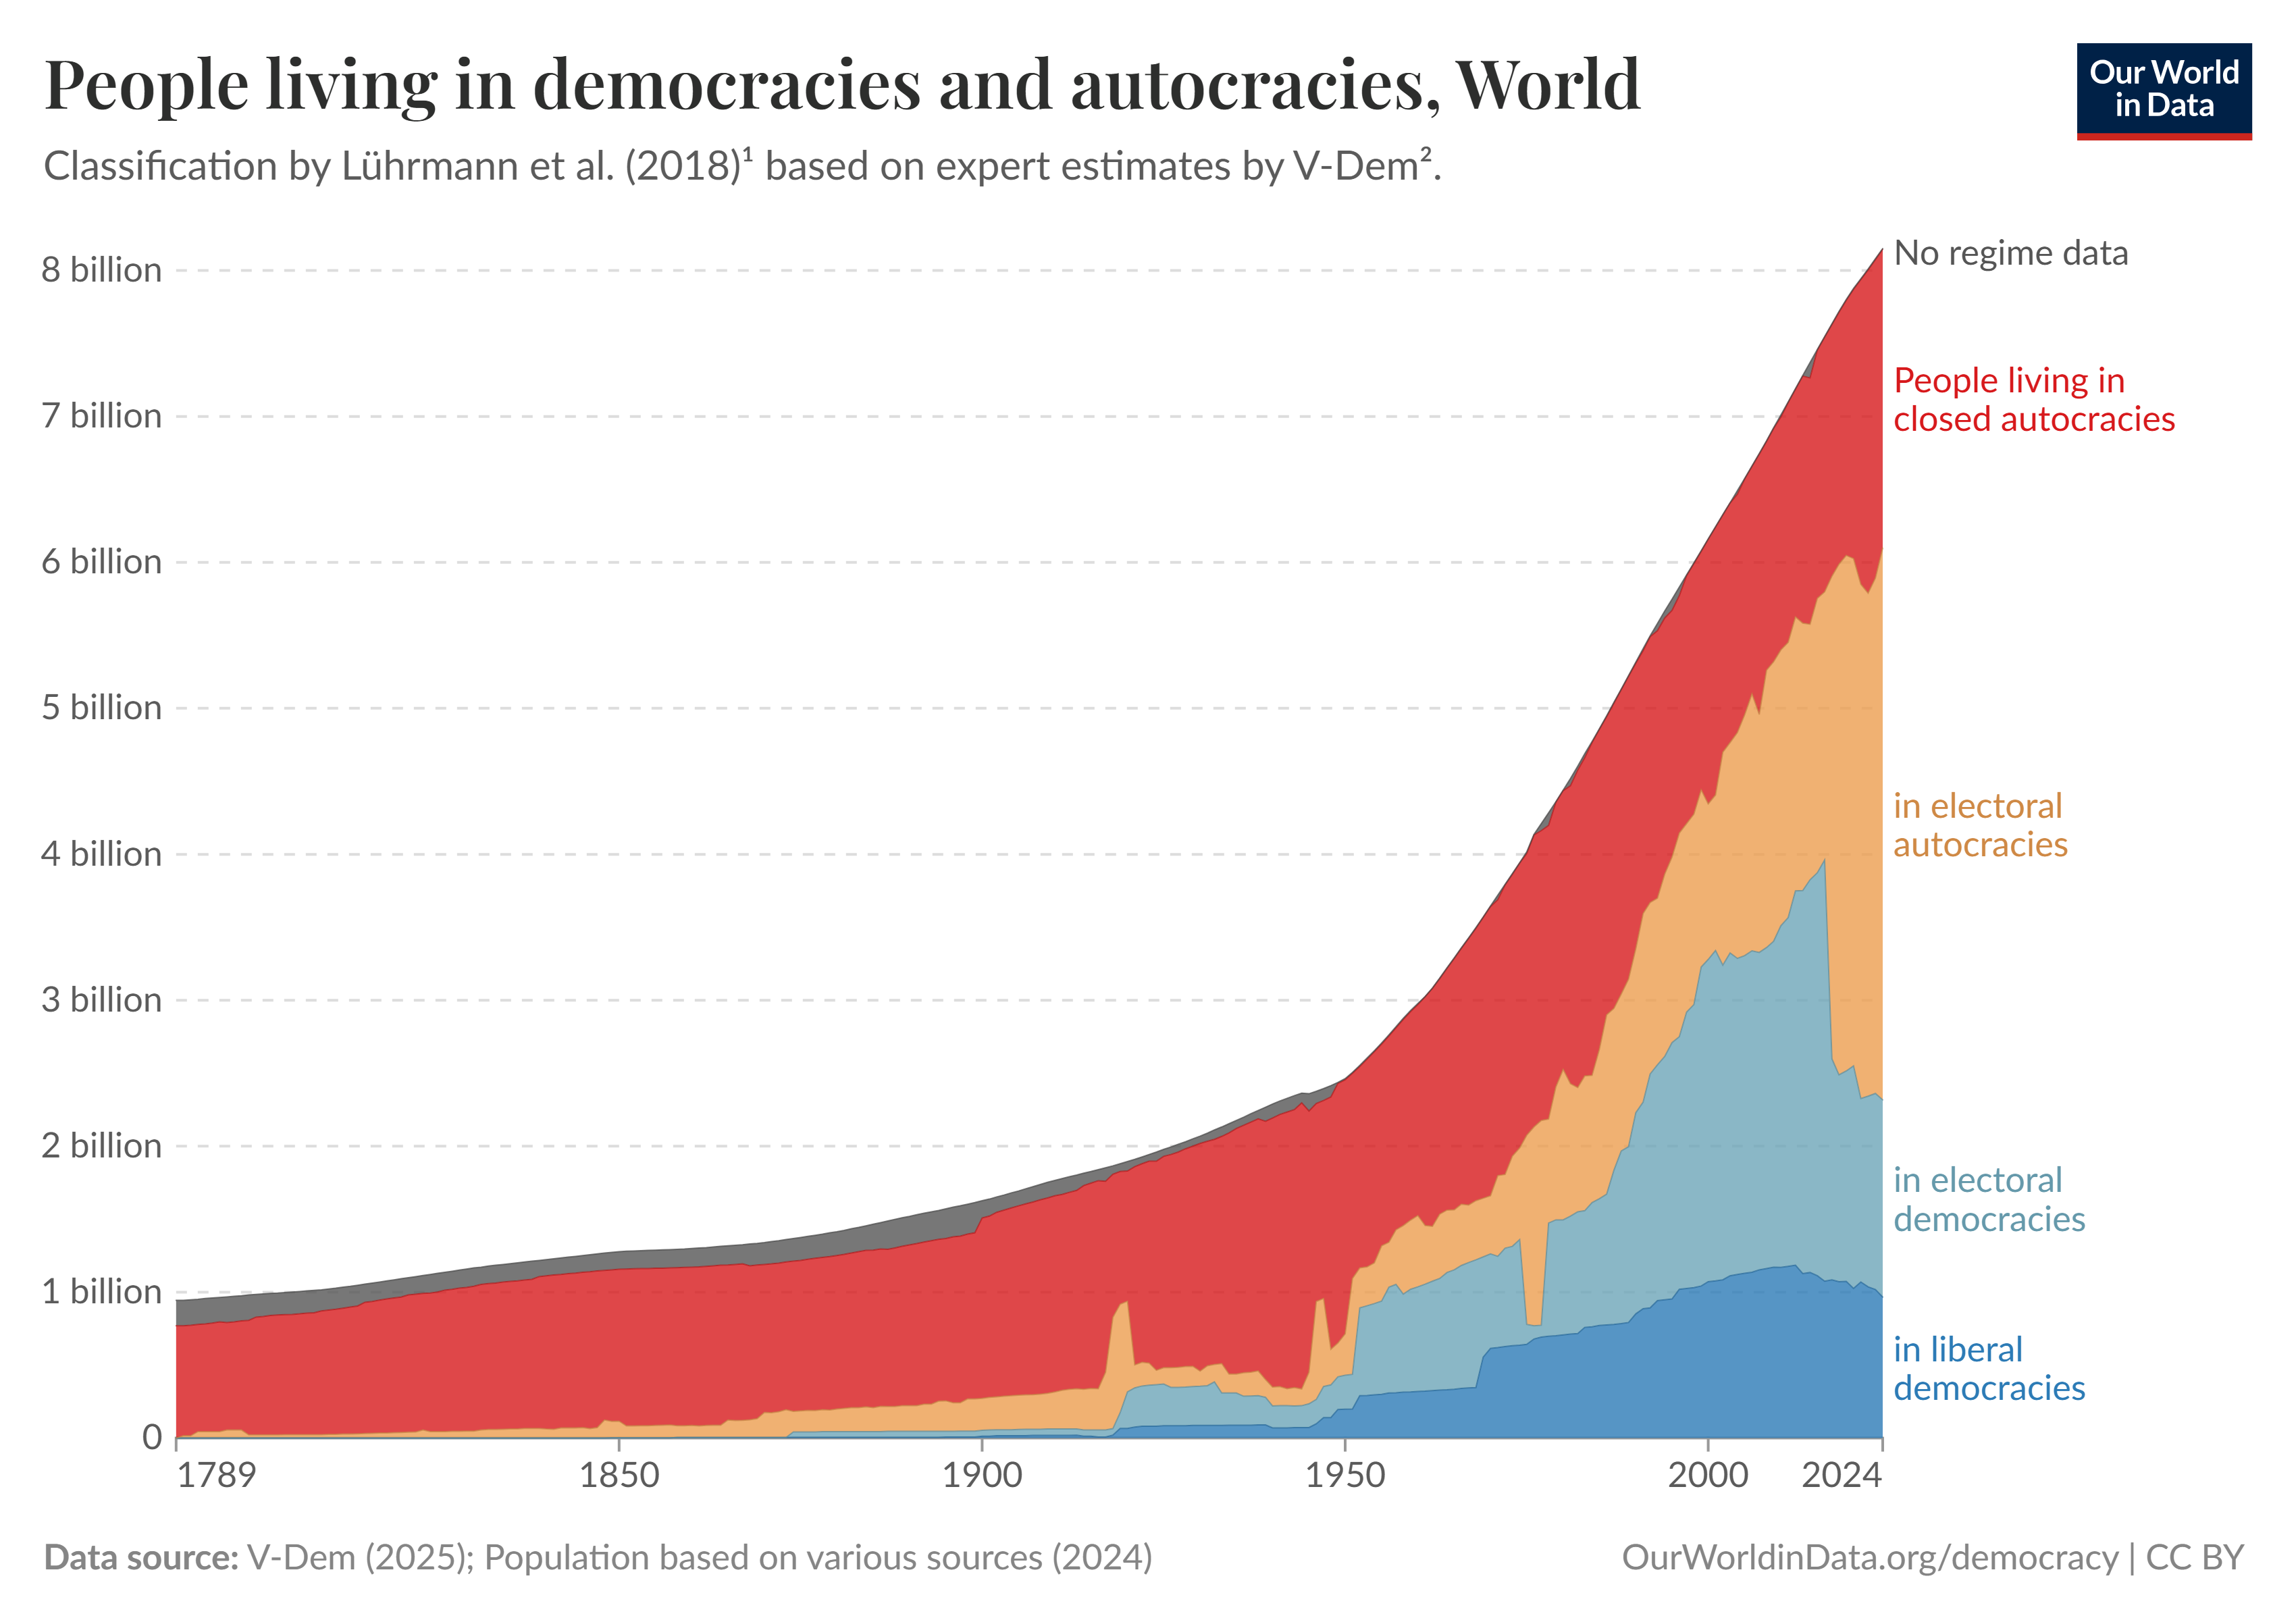 People living in democracies and autocracies, World
Our World
in Data
Classification by Lührmann et al. (2018)¹ based on expert estimates by V-Dem².
8 billion
7 billion
6 billion
5 billion
4 billion
3 billion
2 billion
1 billion
0
No regime data
People living in
closed autocracies
in electoral
autocracies
in electoral
democracies
in liberal
democracies
1789
1850
1900
1950
2000
2024
Data source: V-Dem (2025); Population based on various sources (2024)
OurWorldinData.org/democracy | CC BY